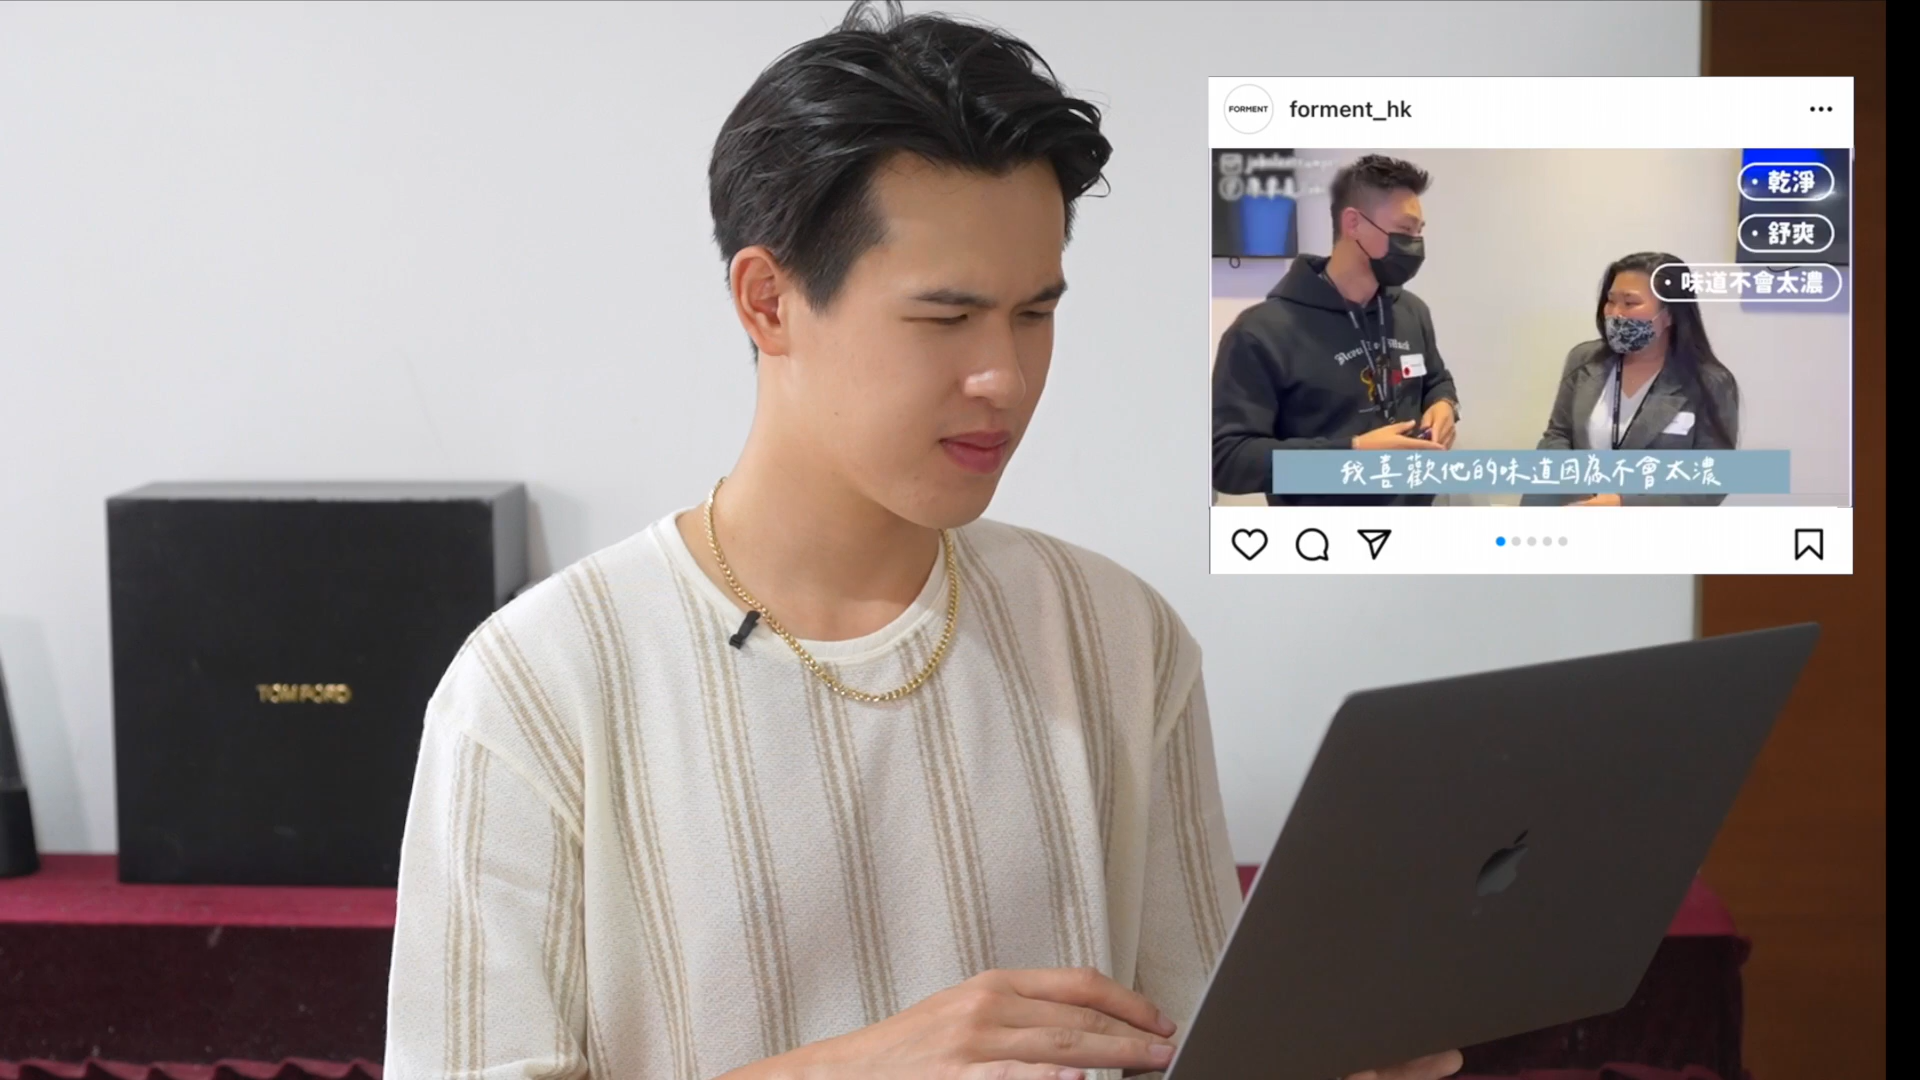 FORMENT
forment_hk
・乾淨
・舒爽
・味道不會太濃
我喜歡他的味道因為不會太濃
TOM FORD